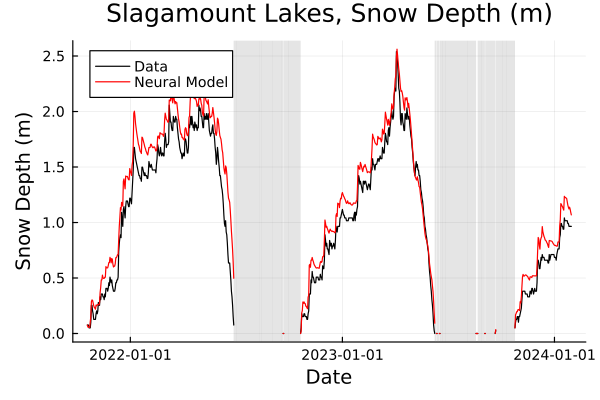 Slagamount Lakes, Snow Depth (m)
Snow Depth (m)
2.5
2.0
1.5
1.0
0.5
0.0
Data
Neural Model
2022-01-01
2023-01-01
2024-01-01
Date